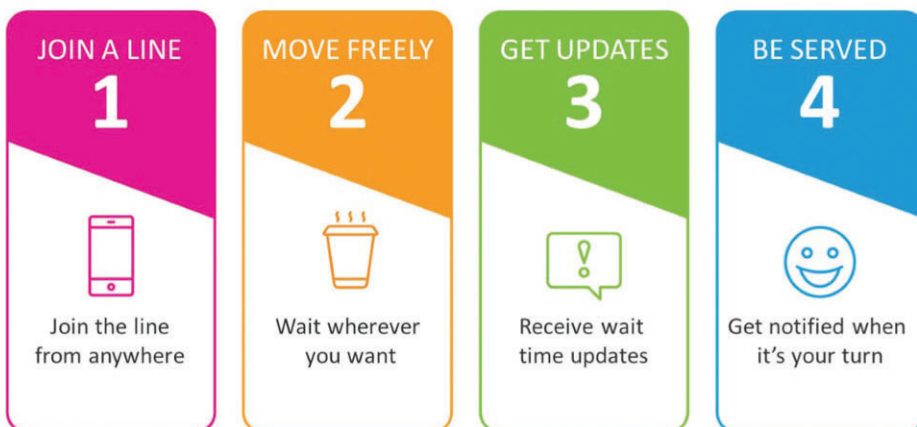 JOIN A LINE
1
Join the line
from anywhere
MOVE FREELY
2
Wait wherever
you want
GET UPDATES
3
!
Receive wait
time updates
BE SERVED
4
Get notified when
it's your turn